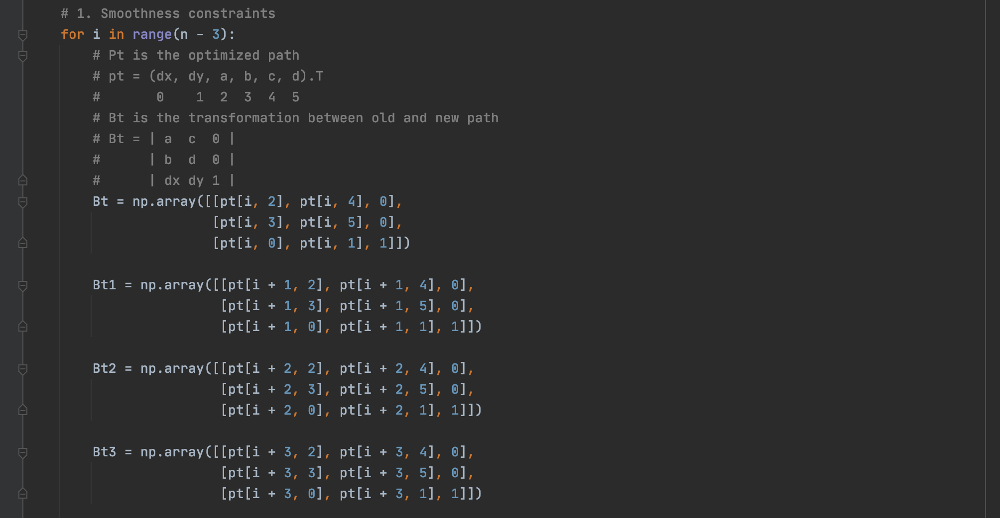 # 1. Smoothness constraints
for i in range(n - 3):
    # Pt is the optimized path
    # pt = (dx, dy, a, b, c, d).T
    #       0    1  2  3  4  5
    # Bt is the transformation between old and new path
    # Bt = | a  c  0 |
    #      | b  d  0 |
    #      | dx dy 1 |
    Bt = np.array([[pt[i, 2], pt[i, 4], 0],
                   [pt[i, 3], pt[i, 5], 0],
                   [pt[i, 0], pt[i, 1], 1]])

    Bt1 = np.array([[pt[i + 1, 2], pt[i + 1, 4], 0],
                    [pt[i + 1, 3], pt[i + 1, 5], 0],
                    [pt[i + 1, 0], pt[i + 1, 1], 1]])

    Bt2 = np.array([[pt[i + 2, 2], pt[i + 2, 4], 0],
                    [pt[i + 2, 3], pt[i + 2, 5], 0],
                    [pt[i + 2, 0], pt[i + 2, 1], 1]])

    Bt3 = np.array([[pt[i + 3, 2], pt[i + 3, 4], 0],
                    [pt[i + 3, 3], pt[i + 3, 5], 0],
                    [pt[i + 3, 0], pt[i + 3, 1], 1]])